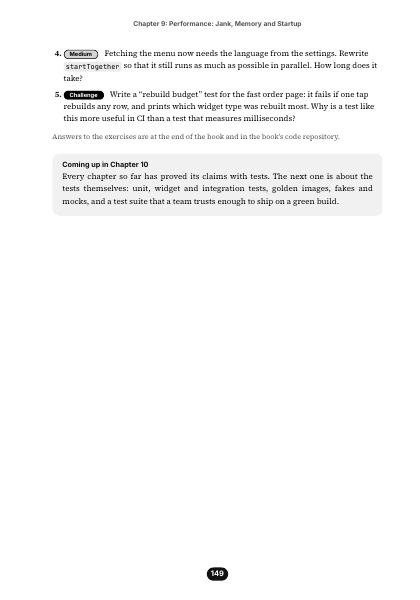 Chapter 9: Performance: Jank, Memory and Startup
4. Medium Fetching the menu now needs the language from the settings. Rewrite
startTogether so that it still runs as much as possible in parallel. How long does it
take?
5. Challenge Write a “rebuild budget” test for the fast order page: it fails if one tap
rebuilds any row, and prints which widget type was rebuilt most. Why is a test like
this more useful in CI than a test that measures milliseconds?
Answers to the exercises are at the end of the book and in the book’s code repository.
Coming up in Chapter 10
Every chapter so far has proved its claims with tests. The next one is about the
tests themselves: unit, widget and integration tests, golden images, fakes and
mocks, and a test suite that a team trusts enough to ship on a green build.
149